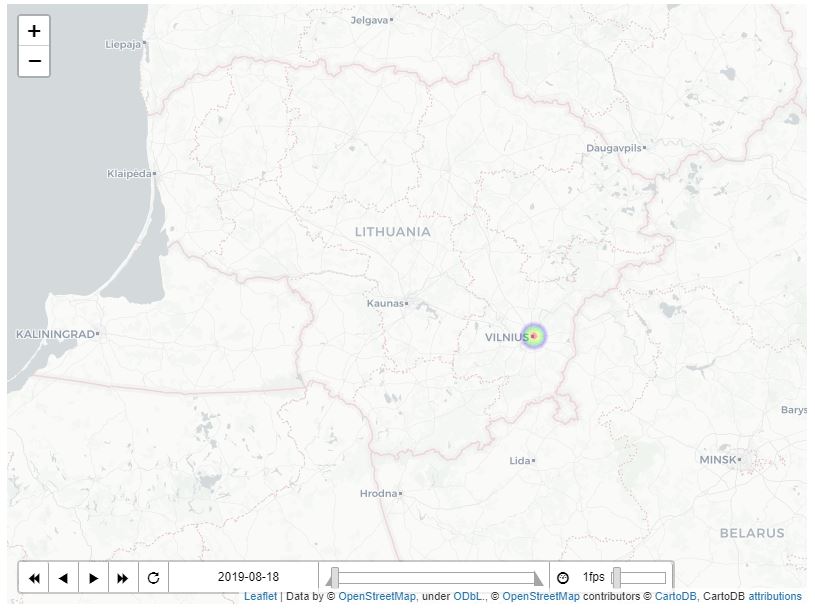 +
−
Jelgava
Liepaja
Daugavpils
Klaipėda
LITHUANIA
Kaunas
KALININGRAD
VILNIUS
Barys
Lida
MINSK
Hrodna
BELARUS
2019-08-18
1fps
Leaflet | Data by © OpenStreetMap, under ODbL., © OpenStreetMap contributors © CartoDB, CartoDB attributions